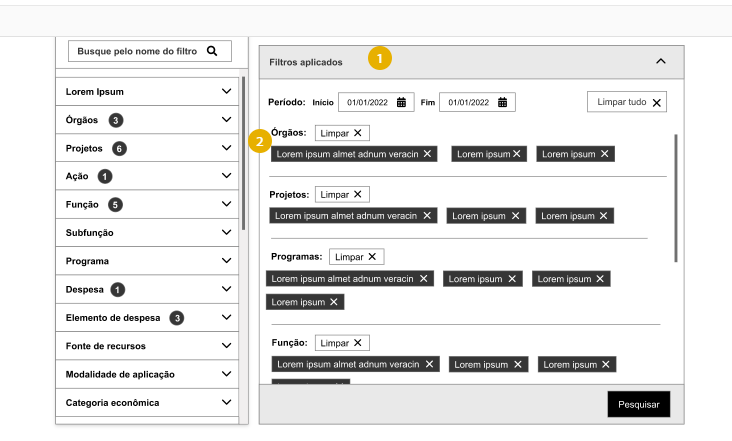 Busque pelo nome do filtro
Lorem Ipsum
Órgãos 3
Projetos 6
Ação 1
Função 5
Subfunção
Programa
Despesa 1
Elemento de despesa 3
Fonte de recursos
Modalidade de aplicação
Categoria econômica
Filtros aplicados 1
Período: Início 01/01/2022 Fim 01/01/2022 Limpar tudo X
2 Órgãos: Limpar X
Lorem ipsum almet adnum veracin X Lorem ipsum X Lorem ipsum X
Projetos: Limpar X
Lorem ipsum almet adnum veracin X Lorem ipsum X Lorem ipsum X
Programas: Limpar X
Lorem ipsum almet adnum veracin X Lorem ipsum X Lorem ipsum X
Lorem ipsum X
Função: Limpar X
Lorem ipsum almet adnum veracin X Lorem ipsum X Lorem ipsum X
Pesquisar